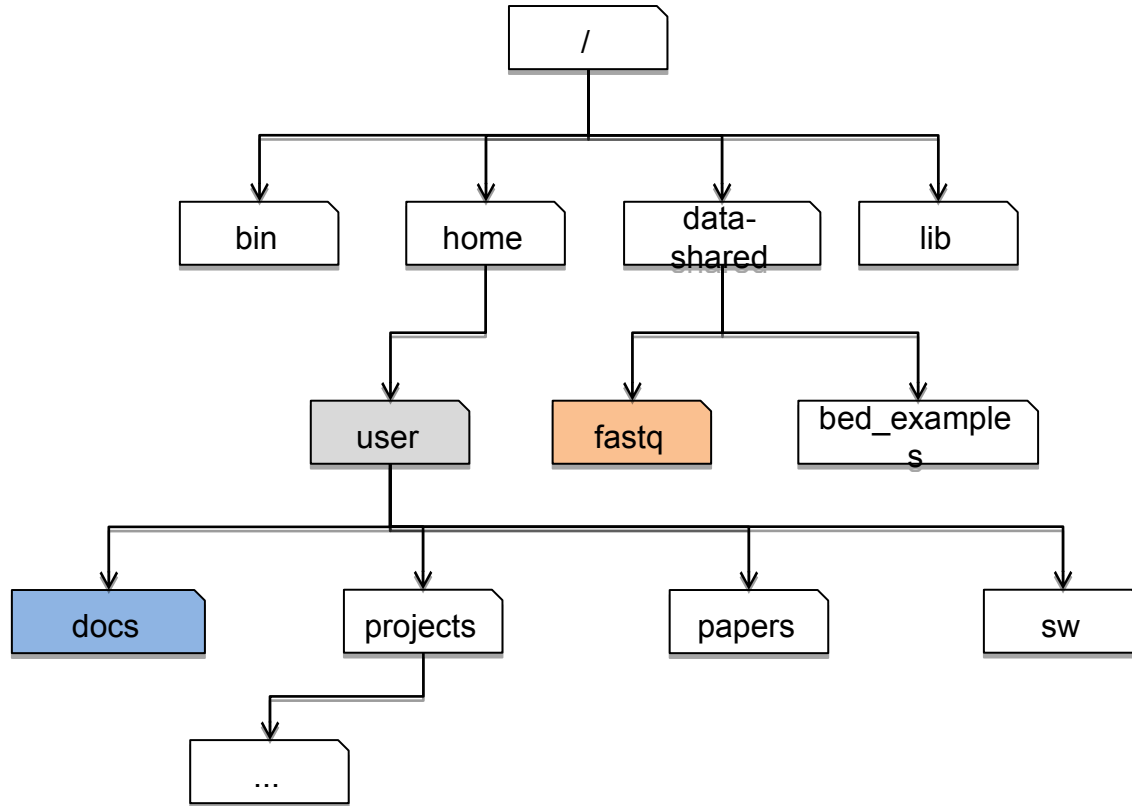 /
bin
home
data-
shared
lib
user
fastq
bed_example
s
docs
projects
papers
sw
...